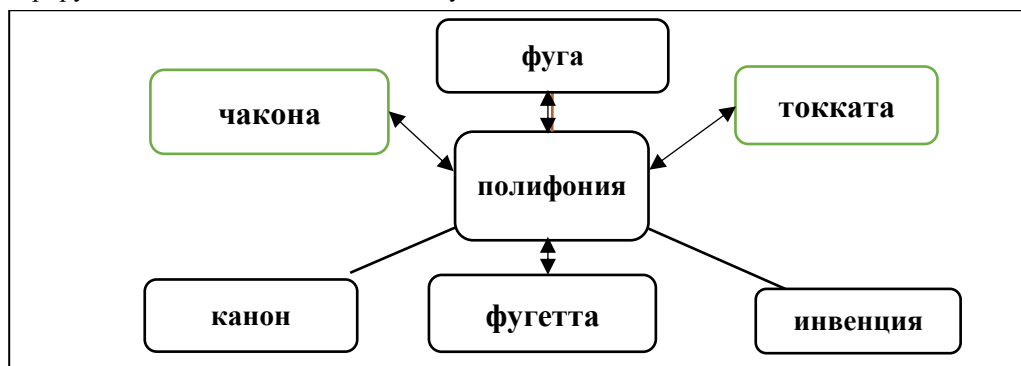 фуга
чакона
токката
полифония
канон
фугетта
инвенция